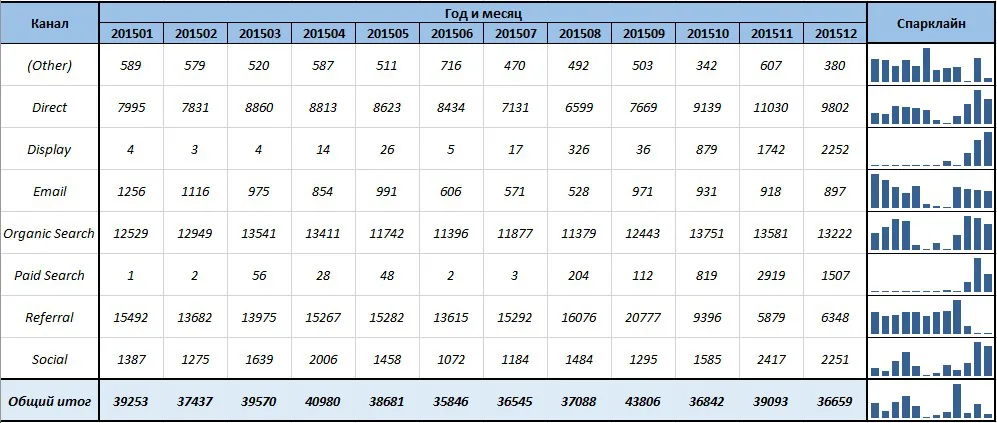 Канал Год и месяц Спарклайн
201501 201502 201503 201504 201505 201506 201507 201508 201509 201510 201511 201512
(Other) 589 579 520 587 511 716 470 492 503 342 607 380
Direct 7995 7831 8860 8813 8623 8434 7131 6599 7669 9139 11030 9802
Display 4 3 4 14 26 5 17 326 36 879 1742 2252
Email 1256 1116 975 854 991 606 571 528 971 931 918 897
Organic Search 12529 12949 13541 13411 11742 11396 11877 11379 12443 13751 13581 13222
Paid Search 1 2 56 28 48 2 3 204 112 819 2919 1507
Referral 15492 13682 13975 15267 15282 13615 15292 16076 20777 9396 5879 6348
Social 1387 1275 1639 2006 1458 1072 1184 1484 1295 1585 2417 2251
Общий итог 39253 37437 39570 40980 38681 35846 36545 37088 43806 36842 39093 36659